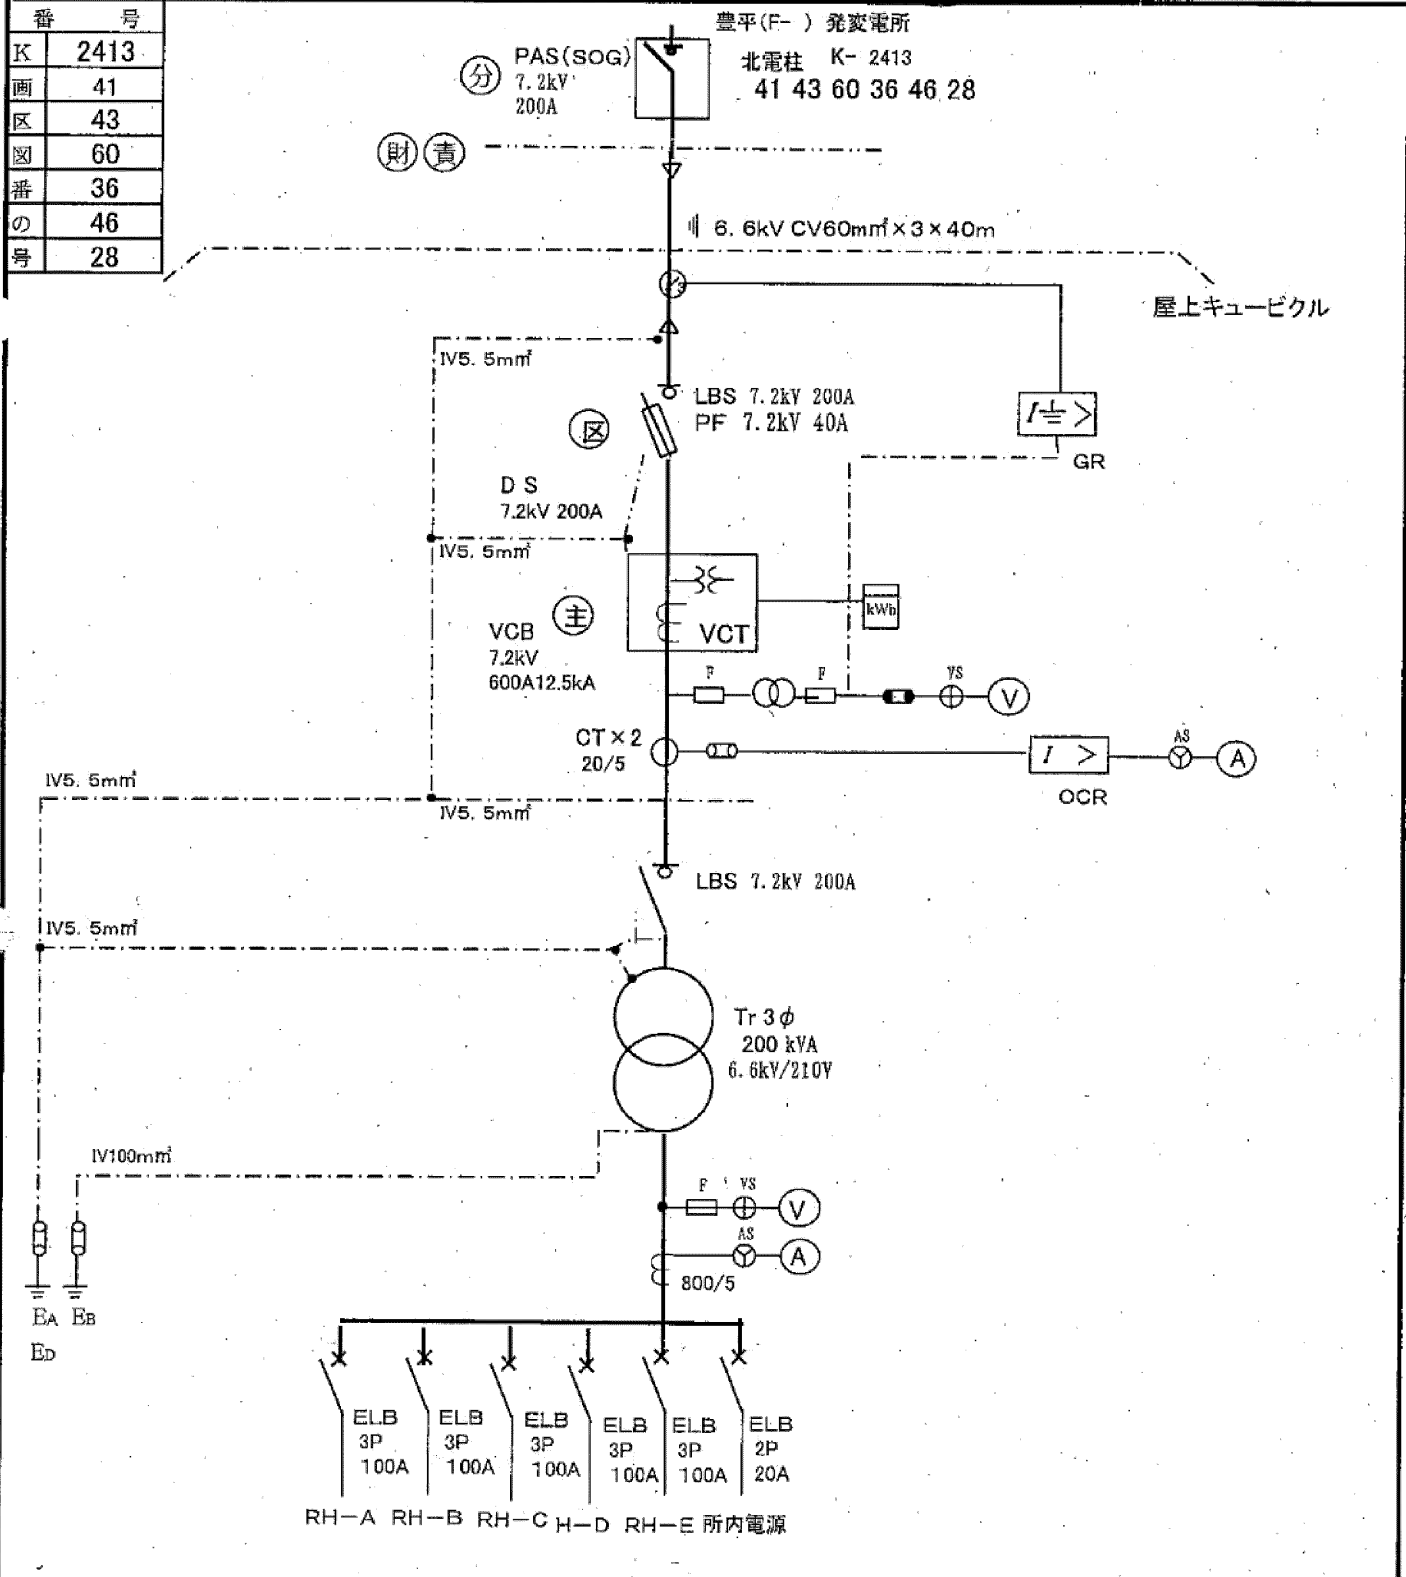 番 号
K 2413
画 41
区 43
図 60
番 36
の 46
号 28
豊平(F- ) 発変電所
北電柱 K- 2413
41 43 60 36 46 28
分
PAS(SOG)
7.2kV
200A
財 責
6.6kV CV60mm²×3×40m
屋上キュービクル
IV5.5mm²
LBS 7.2kV 200A
PF 7.2kV 40A
区
I >
GR
D S
7.2kV 200A
IV5.5mm²
主
VCB
7.2kV
600A12.5kA
VCT
kWh
F F VS V
CT×2
20/5
I >
OCR
AS A
IV5.5mm²
IV5.5mm²
LBS 7.2kV 200A
IV5.5mm²
Tr 3φ
200 kVA
6.6kV/210V
IV100mm²
F VS V
AS A
800/5
EA EB
ED
ELB
3P
100A
ELB
3P
100A
ELB
3P
100A
ELB
3P
100A
ELB
3P
100A
ELB
2P
20A
RH-A RH-B RH-C H-D RH-E 所内電源